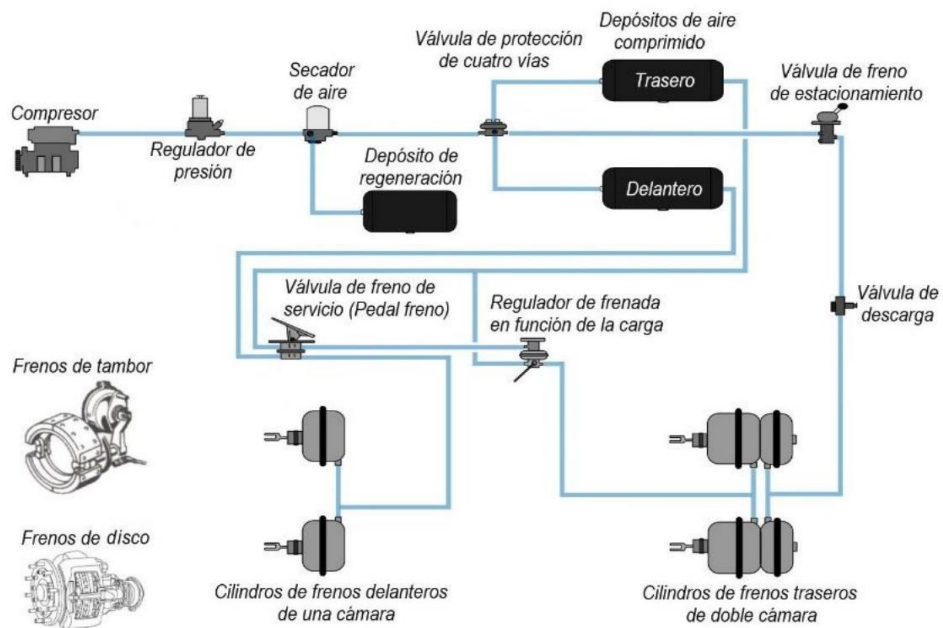 Compresor
Regulador de
presión
Secador
de aire
Depósito de
regeneración
Válvula de protección
de cuatro vías
Depósitos de aire
comprimido
Trasero
Delantero
Válvula de freno
de estacionamiento
Válvula de freno de
servicio (Pedal freno)
Regulador de frenada
en función de la carga
Válvula de
descarga
Frenos de tambor
Frenos de disco
Cilindros de frenos delanteros
de una cámara
Cilindros de frenos traseros
de doble cámara